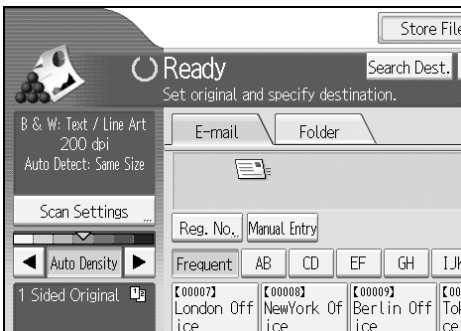 Store File
Ready
Search Dest.
Set original and specify destination.
B & W: Text / Line Art
200 dpi
Auto Detect: Same Size
E-mail
Folder
Scan Settings
Reg. No.
Manual Entry
Auto Density
Frequent
AB
CD
EF
GH
IJK
1 Sided Original
【00007】
London Off
ice
【00008】
NewYork Of
ice
【00009】
Berlin Off
ice